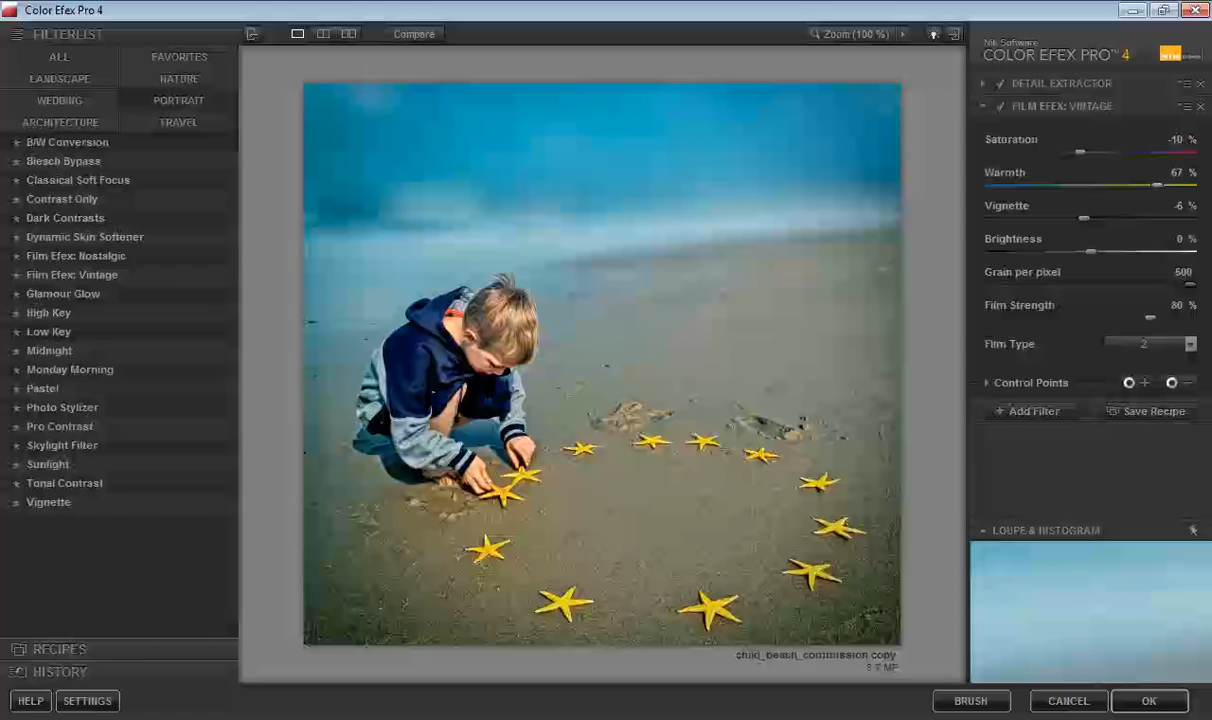 Color Efex Pro 4
FILTERLIST
Compare
Zoom (100 %)
ALL
FAVORITES
LANDSCAPE
NATURE
WEDDING
PORTRAIT
ARCHITECTURE
TRAVEL
B/W Conversion
Bleach Bypass
Classical Soft Focus
Contrast Only
Dark Contrasts
Dynamic Skin Softener
Film Efex: Nostalgic
Film Efex: Vintage
Glamour Glow
High Key
Low Key
Midnight
Monday Morning
Pastel
Photo Stylizer
Pro Contrast
Skylight Filter
Sunlight
Tonal Contrast
Vignette
RECIPES
HISTORY
HELP
SETTINGS
child_beach_commission copy
Nik Software
COLOR EFEX PRO™ 4
DETAIL EXTRACTOR
FILM EFEX: VINTAGE
Saturation -10 %
Warmth 67 %
Vignette -6 %
Brightness 0 %
Grain per pixel 500
Film Strength 80 %
Film Type 2
Control Points
+ Add Filter
Save Recipe
LOUPE & HISTOGRAM
BRUSH
CANCEL
OK